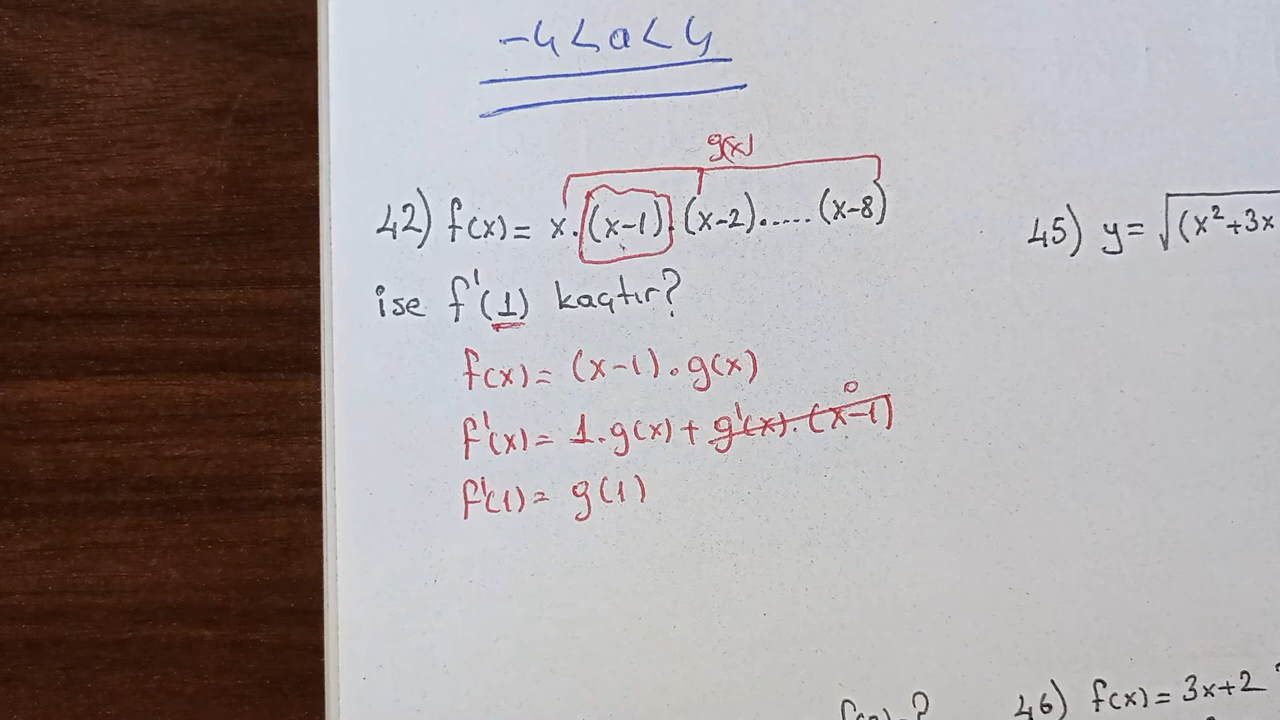 -4 < a < 4
g(x)
42) f(x) = x . (x-1) . (x-2) ..... (x-8)
ise f'(1) kaçtır?
f(x) = (x-1) . g(x)
0
f'(x) = 1 . g(x) + g'(x) . (x-1)
f'(1) = g(1)
45) y = √(x²+3x
46) f(x) = 3x+2